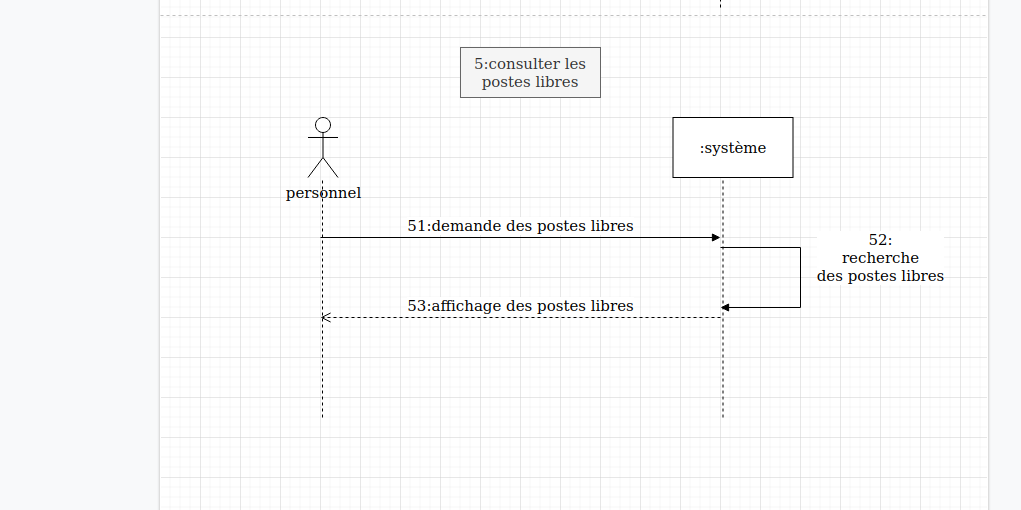 5:consulter les
postes libres
:système
personnel
51:demande des postes libres
52:
recherche
des postes libres
53:affichage des postes libres